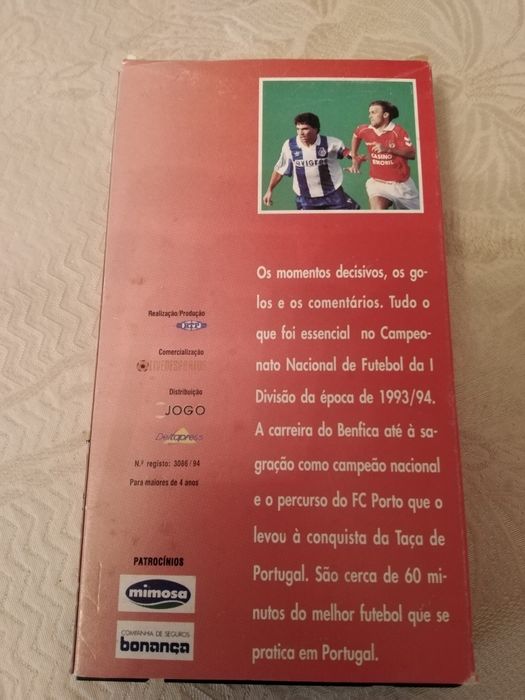 CASINO
ESTORIL
Os momentos decisivos, os go-
los e os comentários. Tudo o
que foi essencial no Campeo-
nato Nacional de Futebol da I
Divisão da época de 1993/94.
A carreira do Benfica até à sa-
gração como campeão nacional
e o percurso do FC Porto que o
levou à conquista da Taça de
Portugal. São cerca de 60 mi-
nutos do melhor futebol que se
pratica em Portugal.
Realização/Produção
Comercialização
LIVEDESPORTOS
Distribuição
O JOGO
Deltapress
N.º registo: 3086/94
Para maiores de 4 anos
PATROCÍNIOS
mimosa
COMPANHIA DE SEGUROS
bonança